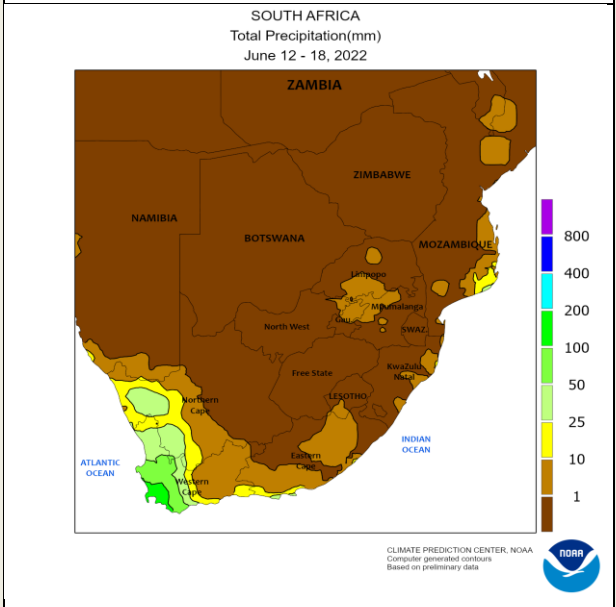 SOUTH AFRICA
Total Precipitation(mm)
June 12 - 18, 2022
ZAMBIA
ZIMBABWE
NAMIBIA
BOTSWANA
MOZAMBIQUE
Limpopo
Mpumalanga
Gau
North West
SWAZ.
KwaZulu
Natal
Free State
LESOTHO
Northern
Cape
Eastern
Cape
Western
Cape
ATLANTIC
OCEAN
INDIAN
OCEAN
800
400
200
100
50
25
10
1
CLIMATE PREDICTION CENTER, NOAA
Computer generated contours
Based on preliminary data
NOAA